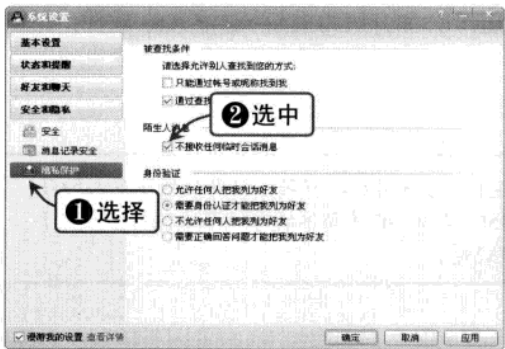 系统设置
基本设置
状态和提醒
好友和聊天
安全和隐私
安全
消息记录安全
隐私保护
被查找条件
请选择允许别人查找到您的方式:
只能通过帐号或昵称找到我
通过查找
陌生人消息
不接收任何临时会话消息
身份验证
允许任何人把我列为好友
需要身份认证才能把我列为好友
不允许任何人把我列为好友
需要正确回答问题才能把我列为好友
❶选择
❷选中
漫游我的设置 查看详情
确定 取消 应用